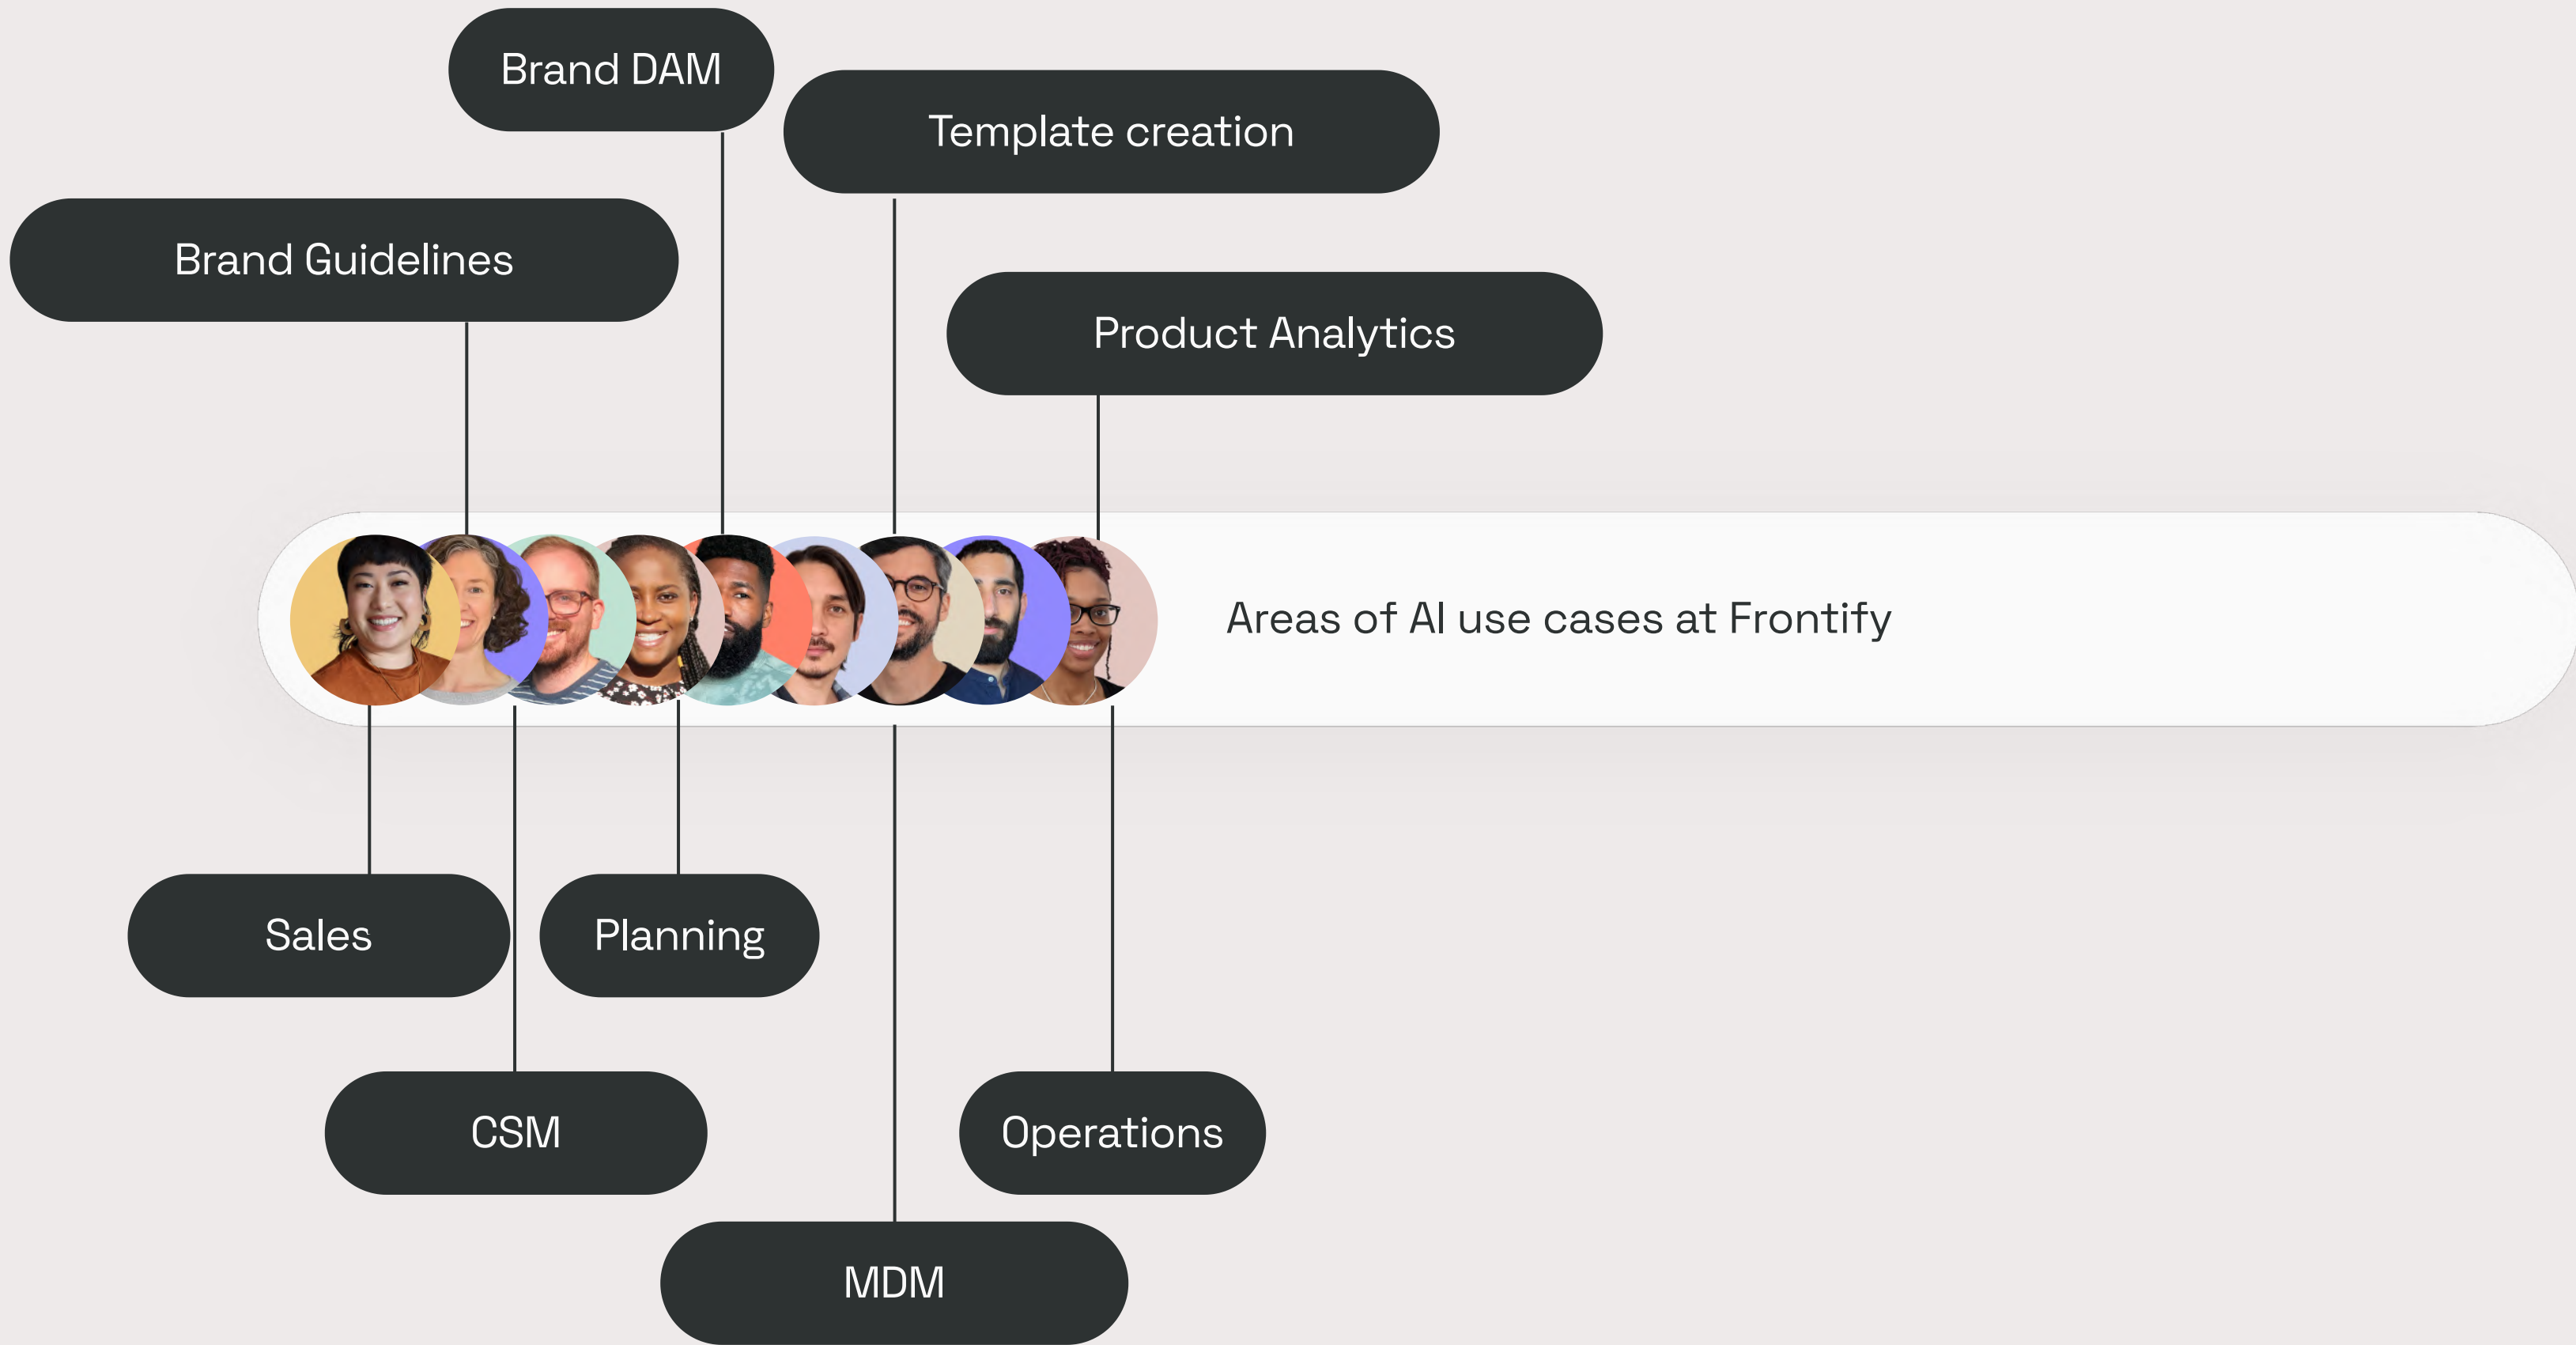 Brand DAM
Template creation
Brand Guidelines
Product Analytics
Areas of AI use cases at Frontify
Sales
Planning
CSM
Operations
MDM